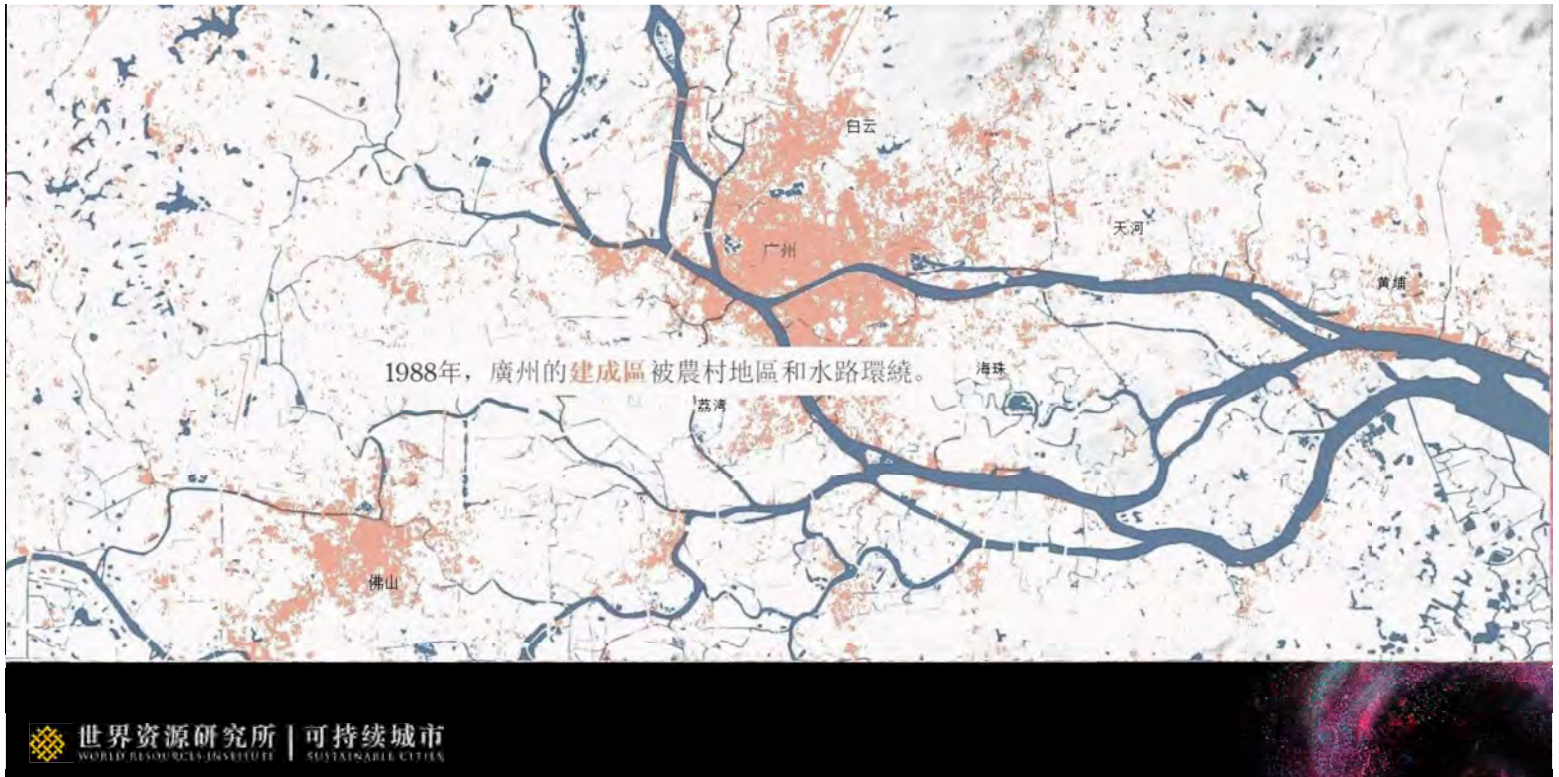 白云
天河
广州
黄埔
1988年，廣州的建成區被農村地區和水路環繞。
海珠
荔湾
佛山
世界资源研究所 | 可持续城市
WORLD RESOURCES INSTITUTE | SUSTAINABLE CITIES